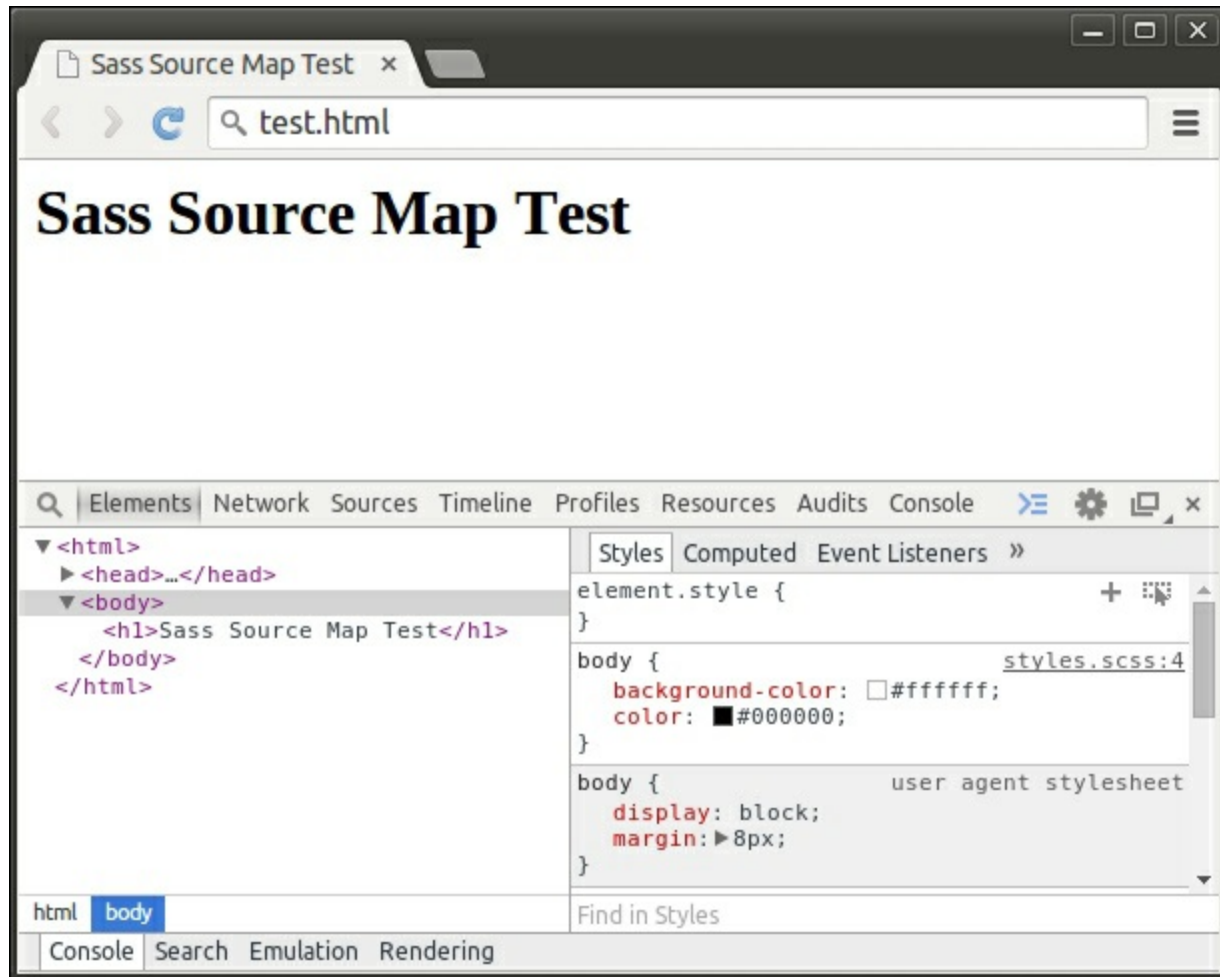 Sass Source Map Test ×
test.html
Sass Source Map Test
Elements Network Sources Timeline Profiles Resources Audits Console ×
▼<html>
▶<head>…</head>
▼<body>
<h1>Sass Source Map Test</h1>
</body>
</html>
html body
Styles Computed Event Listeners »
element.style {
}
body { styles.scss:4
background-color: #ffffff;
color: #000000;
}
body { user agent stylesheet
display: block;
margin:▶8px;
}
Find in Styles
Console Search Emulation Rendering